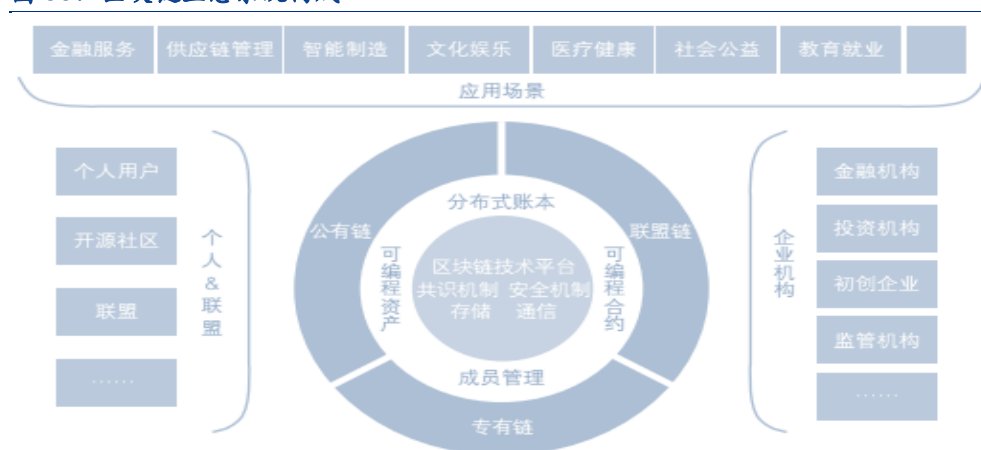 金融服务 供应链管理 智能制造 文化娱乐 医疗健康 社会公益 教育就业
应用场景
个人用户
开源社区
联盟
……
个人&联盟
公有链
联盟链
专有链
分布式账本
可编程资产
可编程合约
成员管理
区块链技术平台
共识机制 安全机制
存储 通信
企业机构
金融机构
投资机构
初创企业
监管机构
……